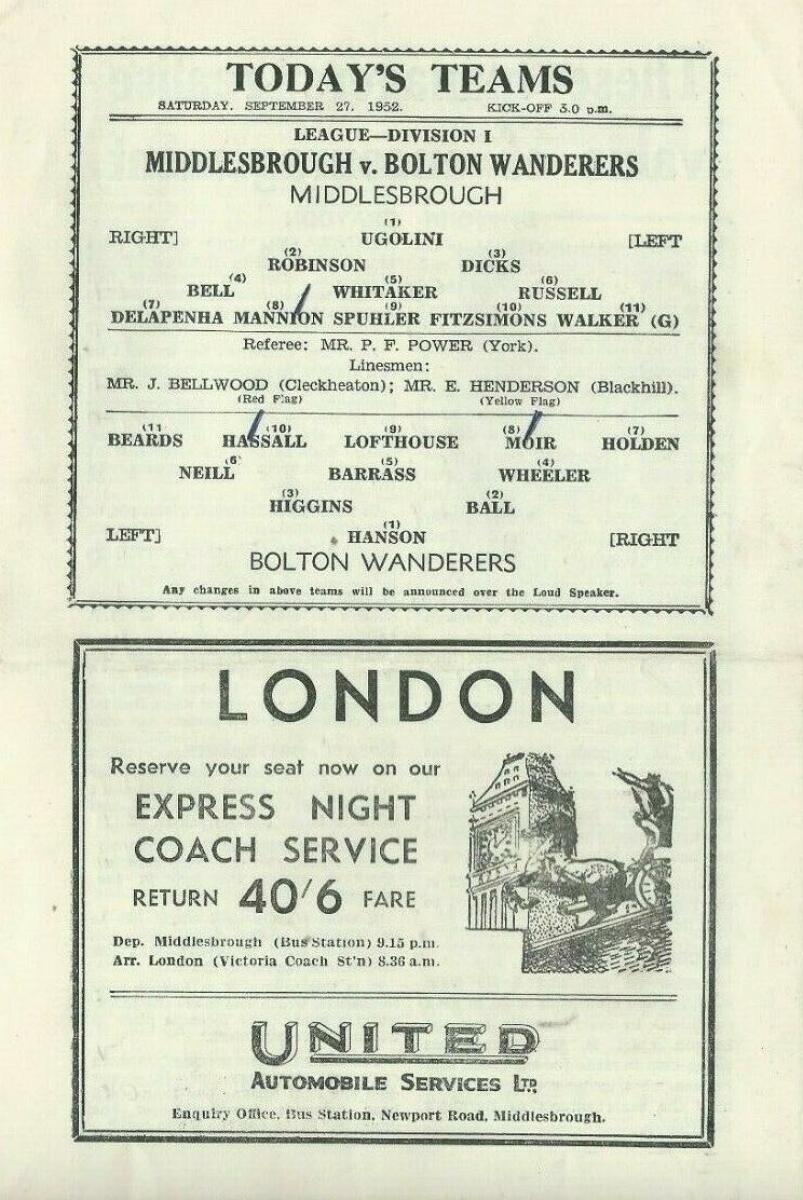 TODAY'S TEAMS
SATURDAY. SEPTEMBER 27. 1952. KICK-OFF 3.0 p.m.
LEAGUE—DIVISION I
MIDDLESBROUGH v. BOLTON WANDERERS
MIDDLESBROUGH
(1)
RIGHT] UGOLINI [LEFT
(2) (3)
ROBINSON DICKS
(4) (5) (6)
BELL WHITAKER RUSSELL
(7) (8) (9) (10) (11)
DELAPENHA MANNION SPUHLER FITZSIMONS WALKER (G)
Referee: MR. P. F. POWER (York).
Linesmen:
MR. J. BELLWOOD (Cleckheaton); MR. E. HENDERSON (Blackhill).
(Red Flag) (Yellow Flag)
(11 (10) (9) (8) (7)
BEARDS HASSALL LOFTHOUSE MOIR HOLDEN
(6 (5) (4)
NEILL BARRASS WHEELER
(3) (2)
HIGGINS BALL
(1)
LEFT] HANSON [RIGHT
BOLTON WANDERERS
Any changes in above teams will be announced over the Loud Speaker.
LONDON
Reserve your seat now on our
EXPRESS NIGHT
COACH SERVICE
RETURN 40/6 FARE
Dep. Middlesbrough (Bus Station) 9.15 p.m.
Arr. London (Victoria Coach St'n) 8.36 a.m.
UNITED
AUTOMOBILE SERVICES LTD.
Enquiry Office, Bus Station, Newport Road, Middlesbrough.